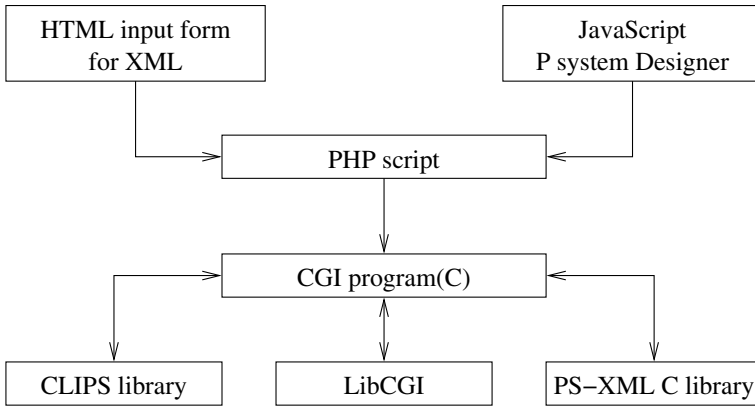 HTML input form
for XML
JavaScript
P system Designer
PHP script
CGI program(C)
CLIPS library
LibCGI
PS−XML C library